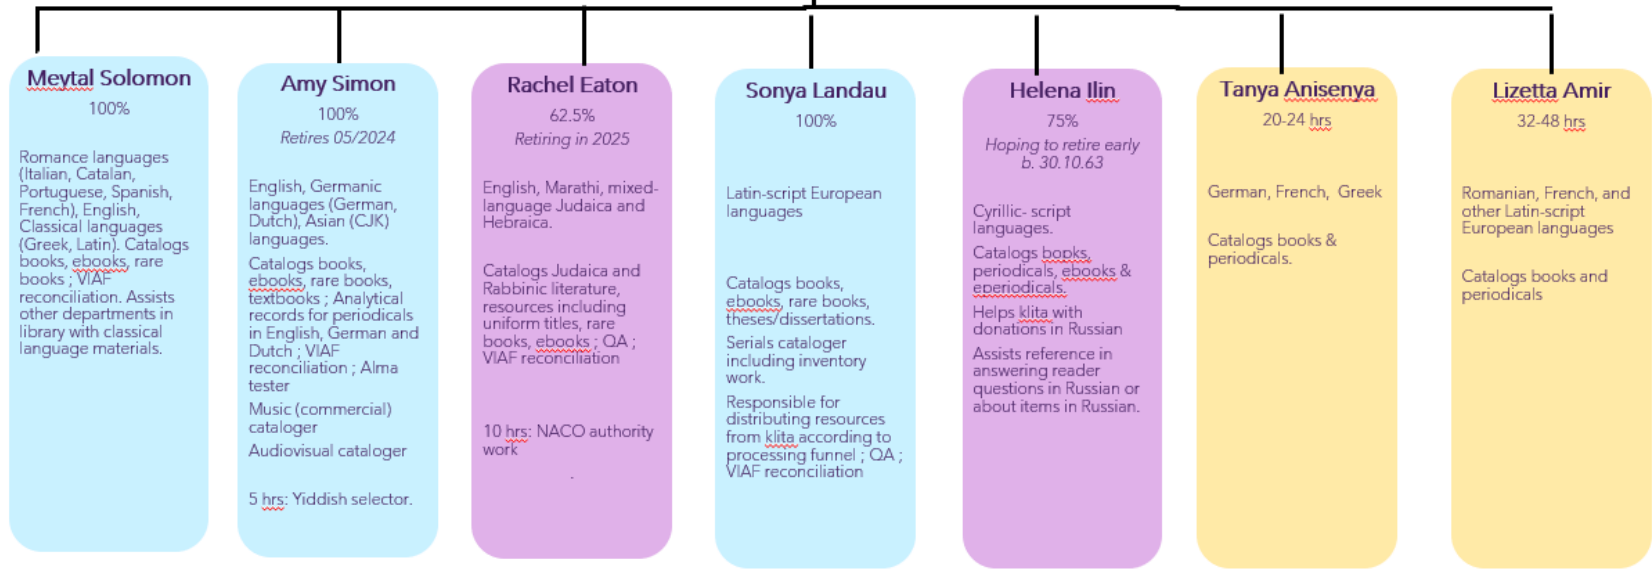 Meytal Solomon
100%
Romance languages
(Italian, Catalan,
Portuguese, Spanish,
French), English,
Classical languages
(Greek, Latin). Catalogs
books, ebooks, rare
books ; VIAF
reconciliation. Assists
other departments in
library with classical
language materials.
Amy Simon
100%
Retires 05/2024
English, Germanic
languages (German,
Dutch), Asian (CJK)
languages.
Catalogs books,
ebooks, rare books,
textbooks ; Analytical
records for periodicals
in English, German and
Dutch ; VIAF
reconciliation ; Alma
tester
Music (commercial)
cataloger
Audiovisual cataloger
5 hrs: Yiddish selector.
Rachel Eaton
62.5%
Retiring in 2025
English, Marathi, mixed-
language Judaica and
Hebraica.
Catalogs Judaica and
Rabbinic literature,
resources including
uniform titles, rare
books, ebooks ; QA ;
VIAF reconciliation
10 hrs: NACO authority
work
.
Sonya Landau
100%
Latin-script European
languages
Catalogs books,
ebooks, rare books,
theses/dissertations.
Serials cataloger
including inventory
work.
Responsible for
distributing resources
from klita according to
processing funnel ; QA ;
VIAF reconciliation
Helena Ilin
75%
Hoping to retire early
b. 30.10.63
Cyrillic- script
languages.
Catalogs bopks,
periodicals, ebooks &
eperiodicals.
Helps klita with
donations in Russian
Assists reference in
answering reader
questions in Russian or
about items in Russian.
Tanya Anisenya
20-24 hrs
German, French, Greek
Catalogs books &
periodicals.
Lizetta Amir
32-48 hrs
Romanian, French, and
other Latin-script
European languages
Catalogs books and
periodicals